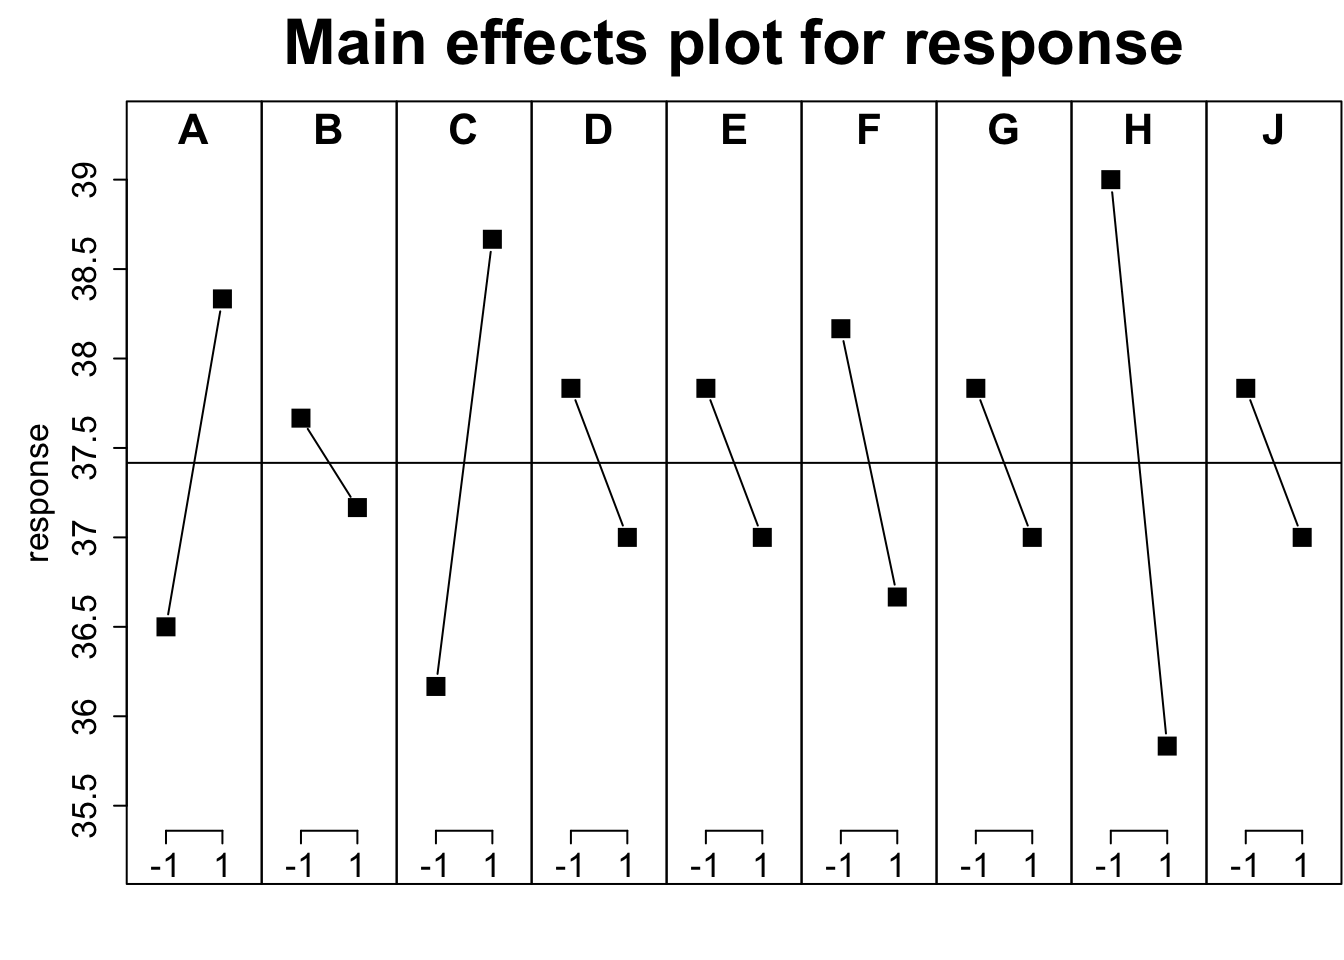 Main effects plot for response
A B C D E F G H J
39
38.5
38
37.5
37
36.5
36
35.5
response
-1 1 -1 1 -1 1 -1 1 -1 1 -1 1 -1 1 -1 1 -1 1